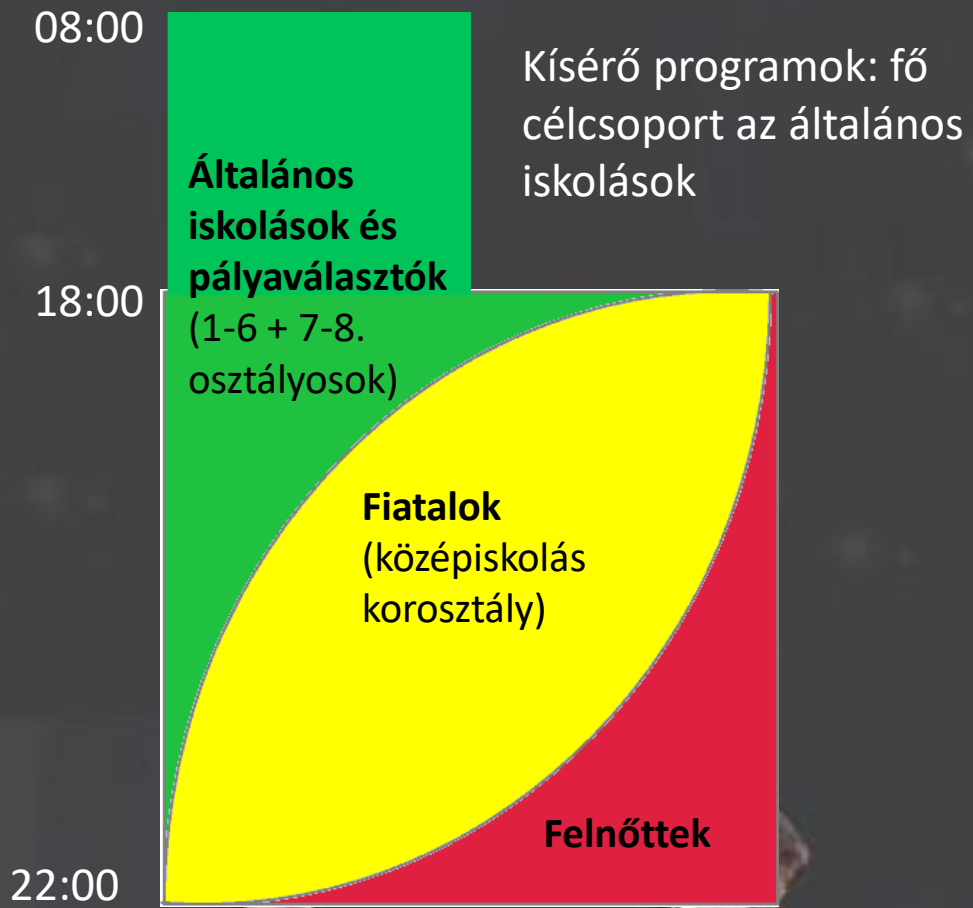 08:00
Kísérő programok: fő
célcsoport az általános
iskolások
Általános
iskolások és
pályaválasztók
(1-6 + 7-8.
osztályosok)
18:00
Fiatalok
(középiskolás
korosztály)
Felnőttek
22:00